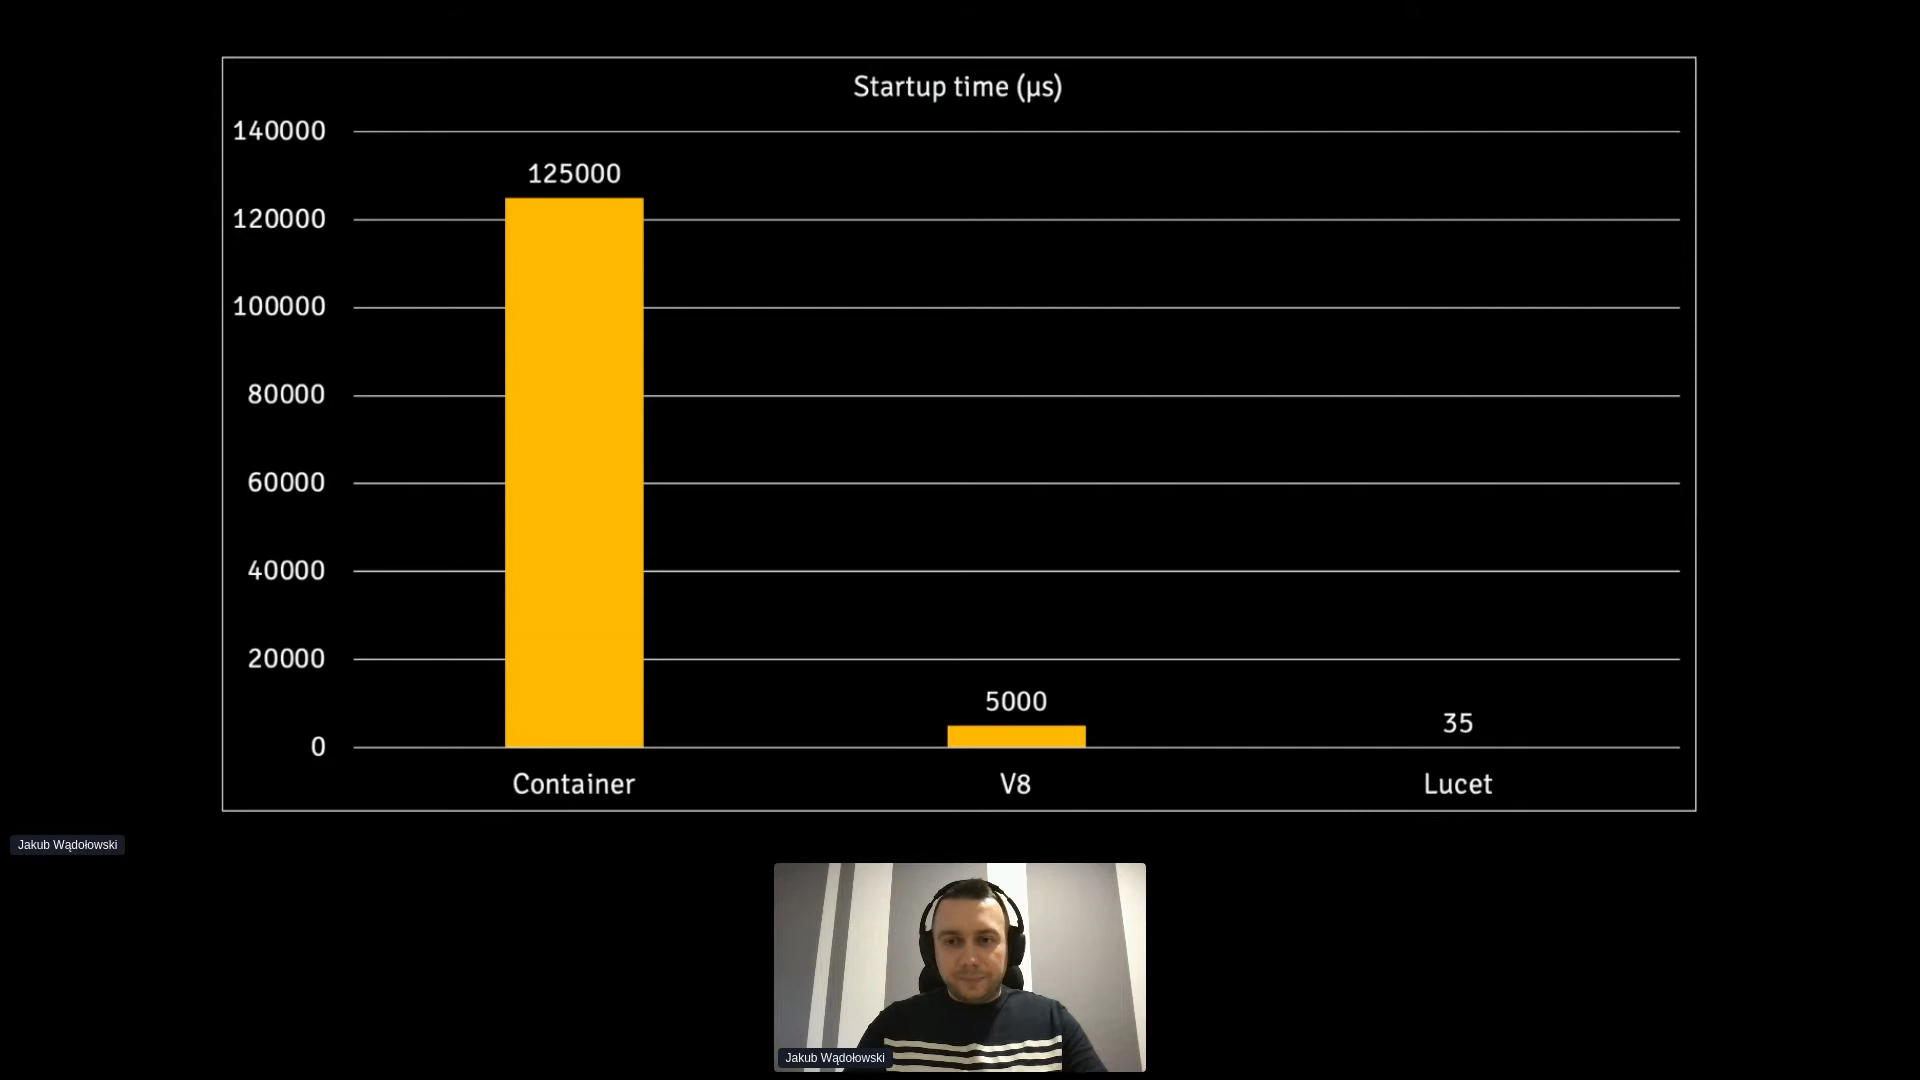 Startup time (µs)
140000
125000
120000
100000
80000
60000
40000
20000
5000
35
0
Container V8 Lucet
Jakub Wądołowski
Jakub Wądołowski